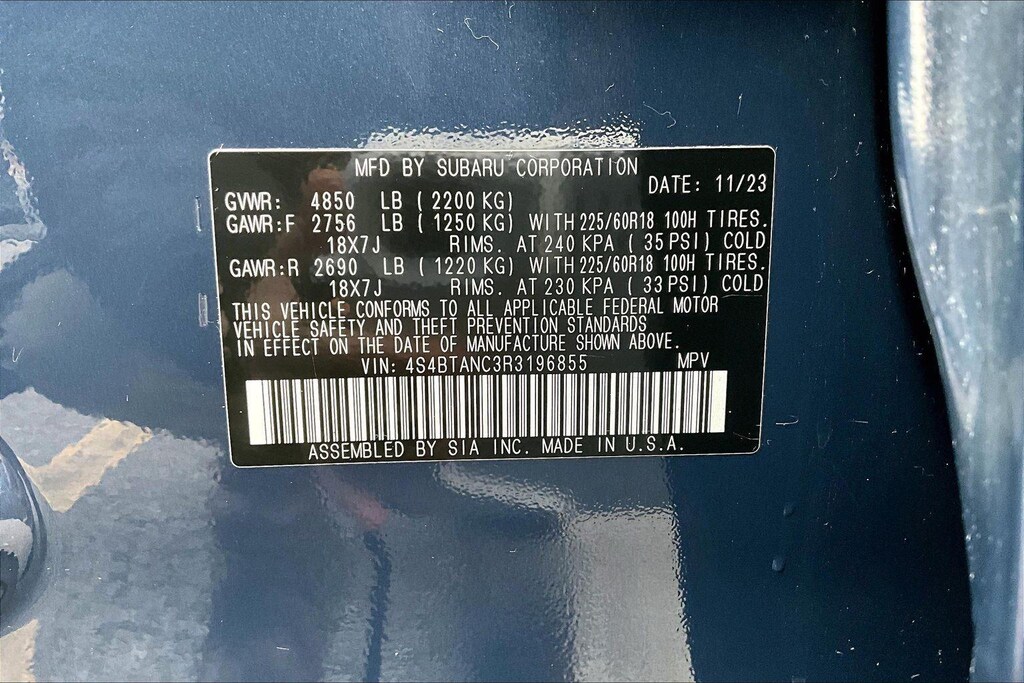 MFD BY SUBARU CORPORATION
DATE: 11/23
GVWR: 4850 LB (2200 KG)
GAWR:F 2756 LB (1250 KG) WITH 225/60R18 100H TIRES.
18X7J RIMS. AT 240 KPA (35 PSI) COLD
GAWR:R 2690 LB (1220 KG) WITH 225/60R18 100H TIRES.
18X7J RIMS. AT 230 KPA (33 PSI) COLD
THIS VEHICLE CONFORMS TO ALL APPLICABLE FEDERAL MOTOR
VEHICLE SAFETY AND THEFT PREVENTION STANDARDS
IN EFFECT ON THE DATE OF MANUFACTURE SHOWN ABOVE.
VIN: 4S4BTANC3R3196855 MPV
ASSEMBLED BY SIA INC. MADE IN U.S.A.